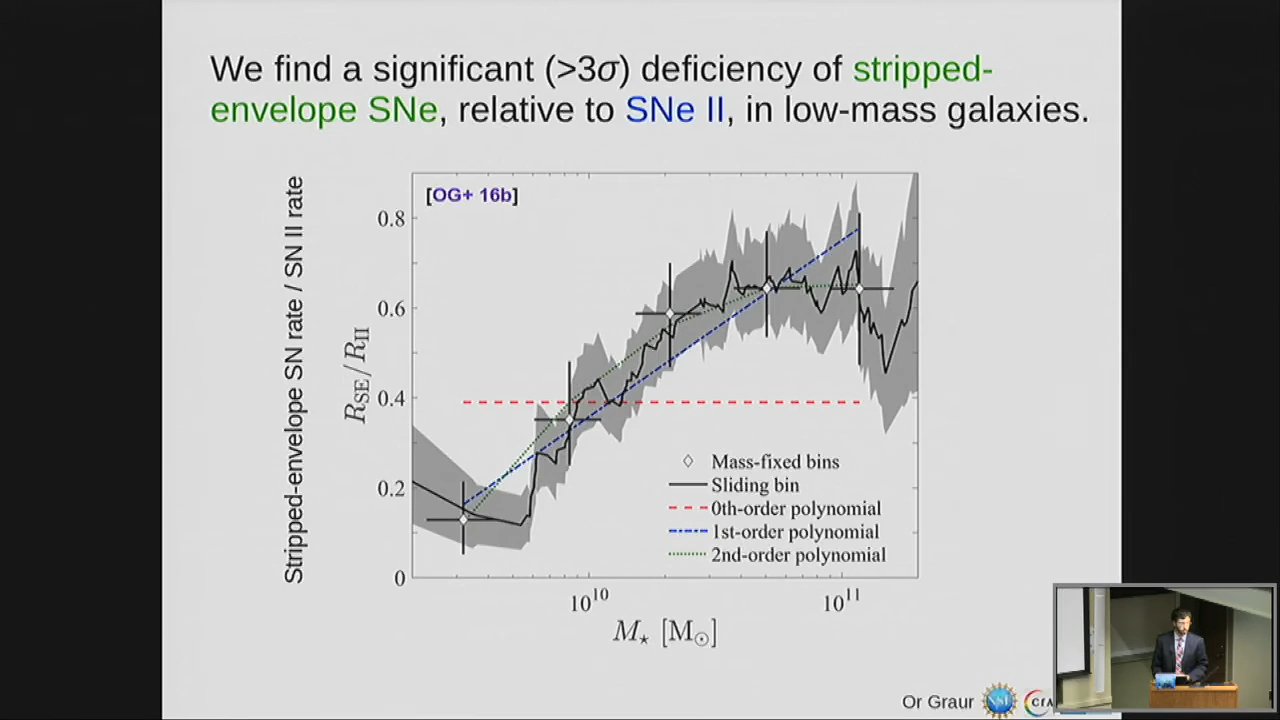 We find a significant (>3σ) deficiency of stripped-
envelope SNe, relative to SNe II, in low-mass galaxies.
Stripped-envelope SN rate / SN II rate
R_SE/R_II
[OG+ 16b]
0.8
0.6
0.4
0.2
0
Mass-fixed bins
Sliding bin
0th-order polynomial
1st-order polynomial
2nd-order polynomial
10^10
10^11
M⋆ [M⊙]
Or Graur
NSF
CfA